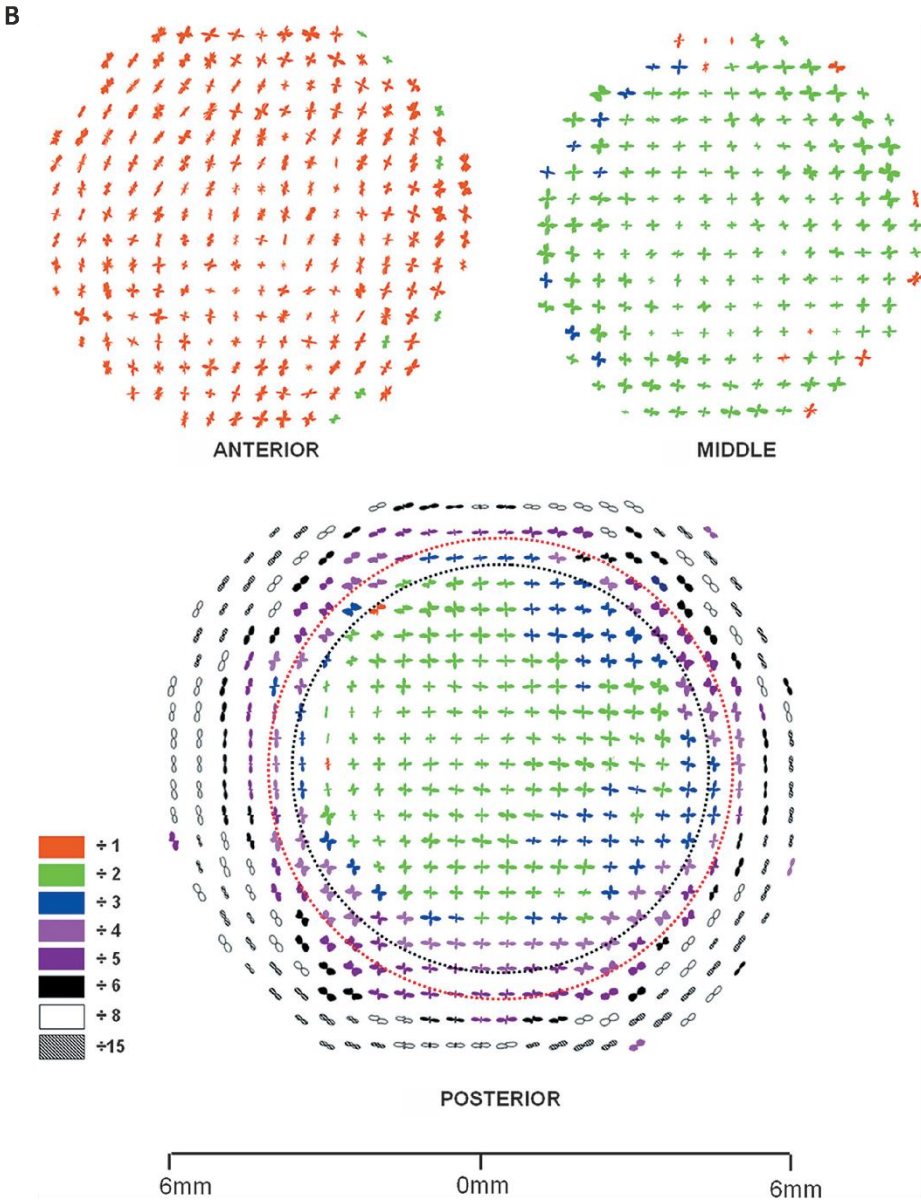 B
ANTERIOR
MIDDLE
÷ 1
÷ 2
÷ 3
÷ 4
÷ 5
÷ 6
÷ 8
÷15
POSTERIOR
6mm
0mm
6mm